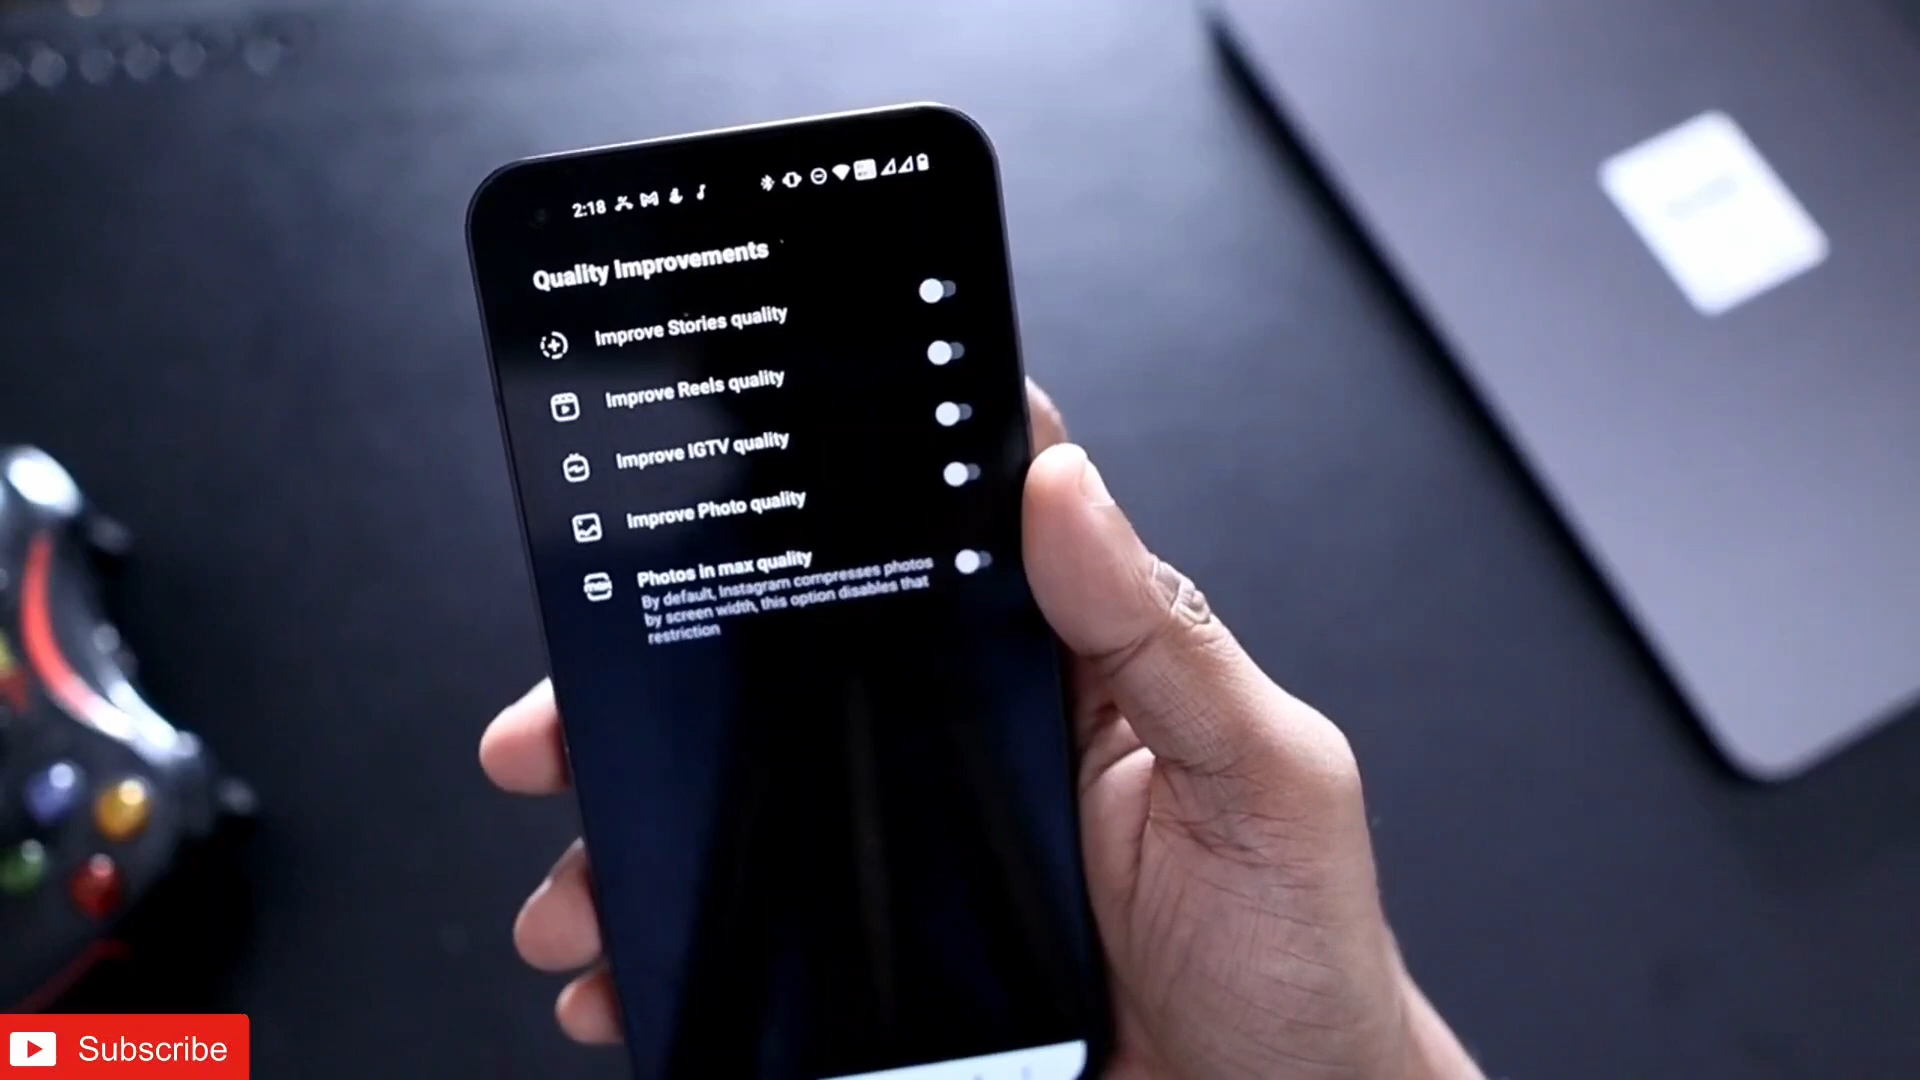 2:18
Quality Improvements
Improve Stories quality
Improve Reels quality
Improve IGTV quality
Improve Photo quality
Photos in max quality
By default, Instagram compresses photos
by screen width, this option disables that
restriction
Subscribe